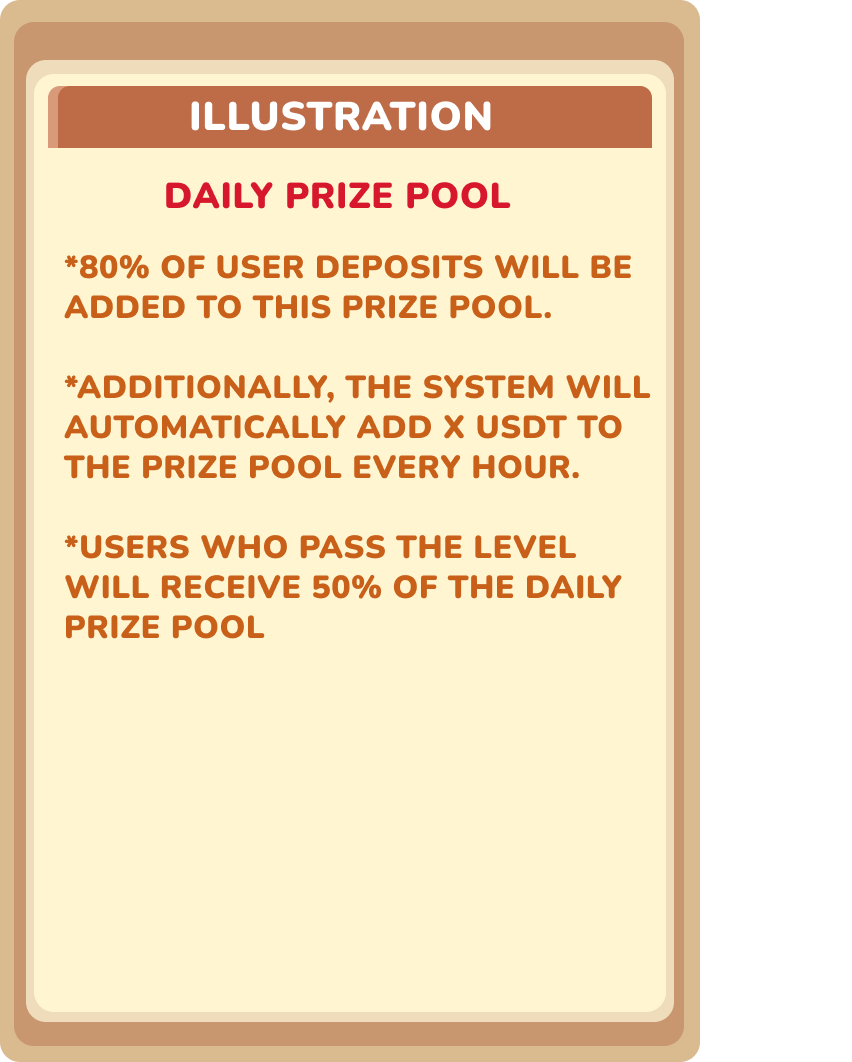 ILLUSTRATION
DAILY PRIZE POOL
*80% OF USER DEPOSITS WILL BE
ADDED TO THIS PRIZE POOL.
*ADDITIONALLY, THE SYSTEM WILL
AUTOMATICALLY ADD X USDT TO
THE PRIZE POOL EVERY HOUR.
*USERS WHO PASS THE LEVEL
WILL RECEIVE 50% OF THE DAILY
PRIZE POOL